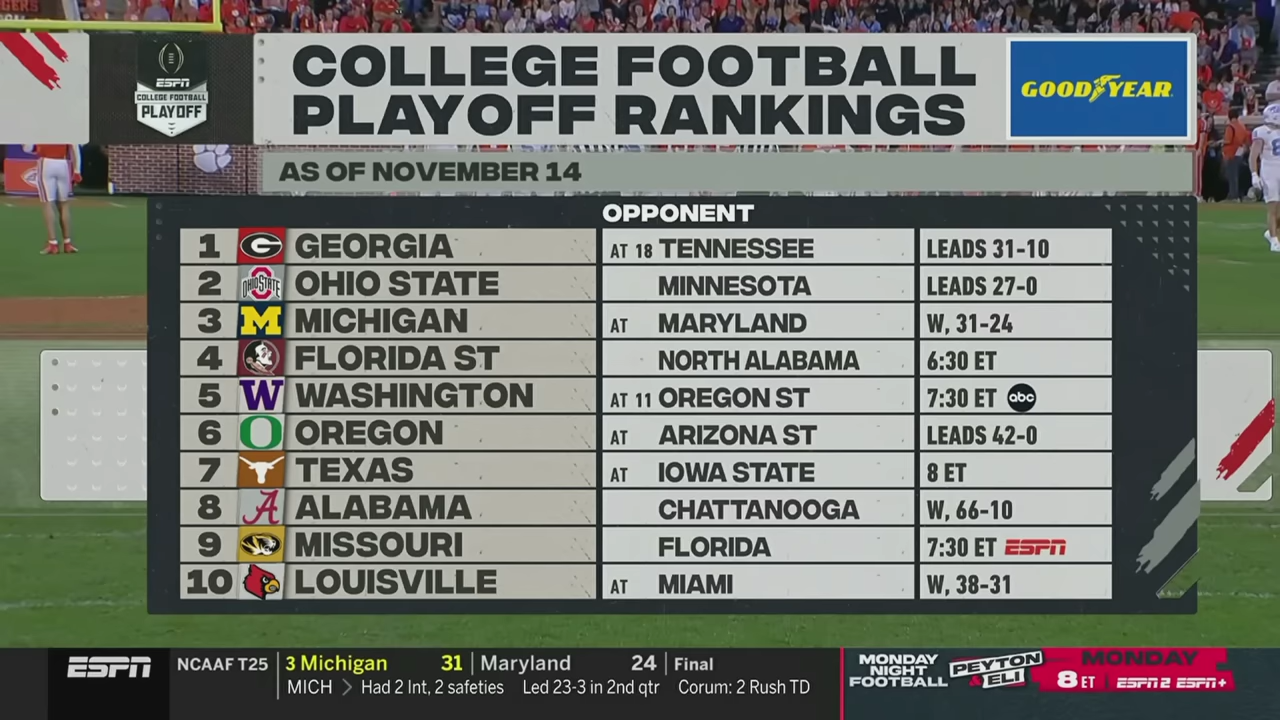 COLLEGE FOOTBALL
PLAYOFF RANKINGS
ESPN
COLLEGE FOOTBALL
PLAYOFF
GOODYEAR
AS OF NOVEMBER 14
OPPONENT
1 GEORGIA AT 18 TENNESSEE LEADS 31-10
2 OHIO STATE MINNESOTA LEADS 27-0
3 MICHIGAN AT MARYLAND W, 31-24
4 FLORIDA ST NORTH ALABAMA 6:30 ET
5 WASHINGTON AT 11 OREGON ST 7:30 ET abc
6 OREGON AT ARIZONA ST LEADS 42-0
7 TEXAS AT IOWA STATE 8 ET
8 ALABAMA CHATTANOOGA W, 66-10
9 MISSOURI FLORIDA 7:30 ET ESPN
10 LOUISVILLE AT MIAMI W, 38-31
ESPN NCAAF T25 3 Michigan 31 Maryland 24 Final
MICH > Had 2 Int, 2 safeties Led 23-3 in 2nd qtr Corum: 2 Rush TD
MONDAY NIGHT FOOTBALL
PEYTON & ELI
MONDAY
8 ET ESPN2 ESPN+